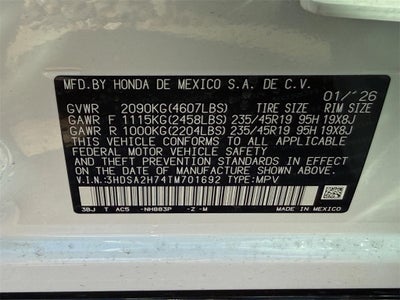 MFD.BY HONDA DE MEXICO S.A. DE C.V.
01/'26
GVWR 2090KG(4607LBS) TIRE SIZE RIM SIZE
GAWR F 1115KG(2458LBS) 235/45R19 95H 19X8J
GAWR R 1000KG(2204LBS) 235/45R19 95H 19X8J
THIS VEHICLE CONFORMS TO ALL APPLICABLE
FEDERAL MOTOR VEHICLE SAFETY AND THEFT
PREVENTION STANDARDS IN EFFECT ON THE DATE
OF MANUFACTURE SHOWN ABOVE.
V.I.N.:3HDSA2H74TM701692 TYPE:MPV
3BJ T AC5 -NH883P -Z -M MADE IN MEXICO